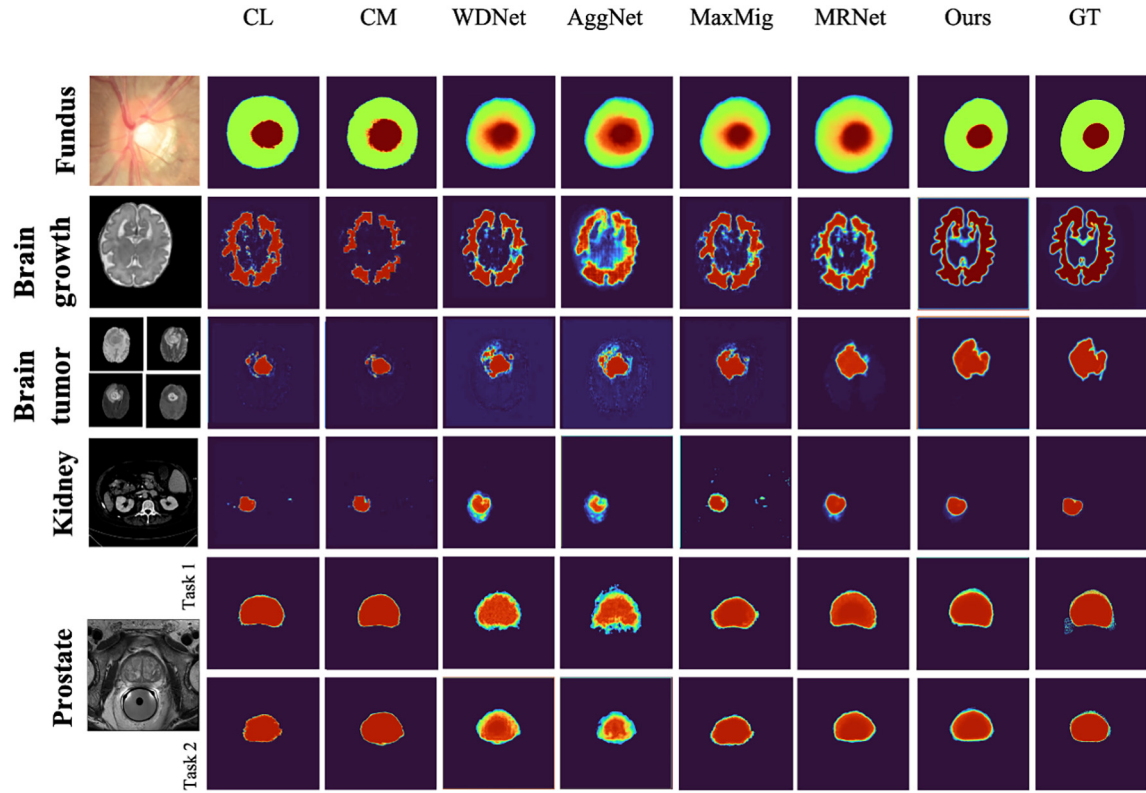 CL CM WDNet AggNet MaxMig MRNet Ours GT
Fundus
Brain
growth
Brain
tumor
Kidney
Prostate
Task 1
Task 2